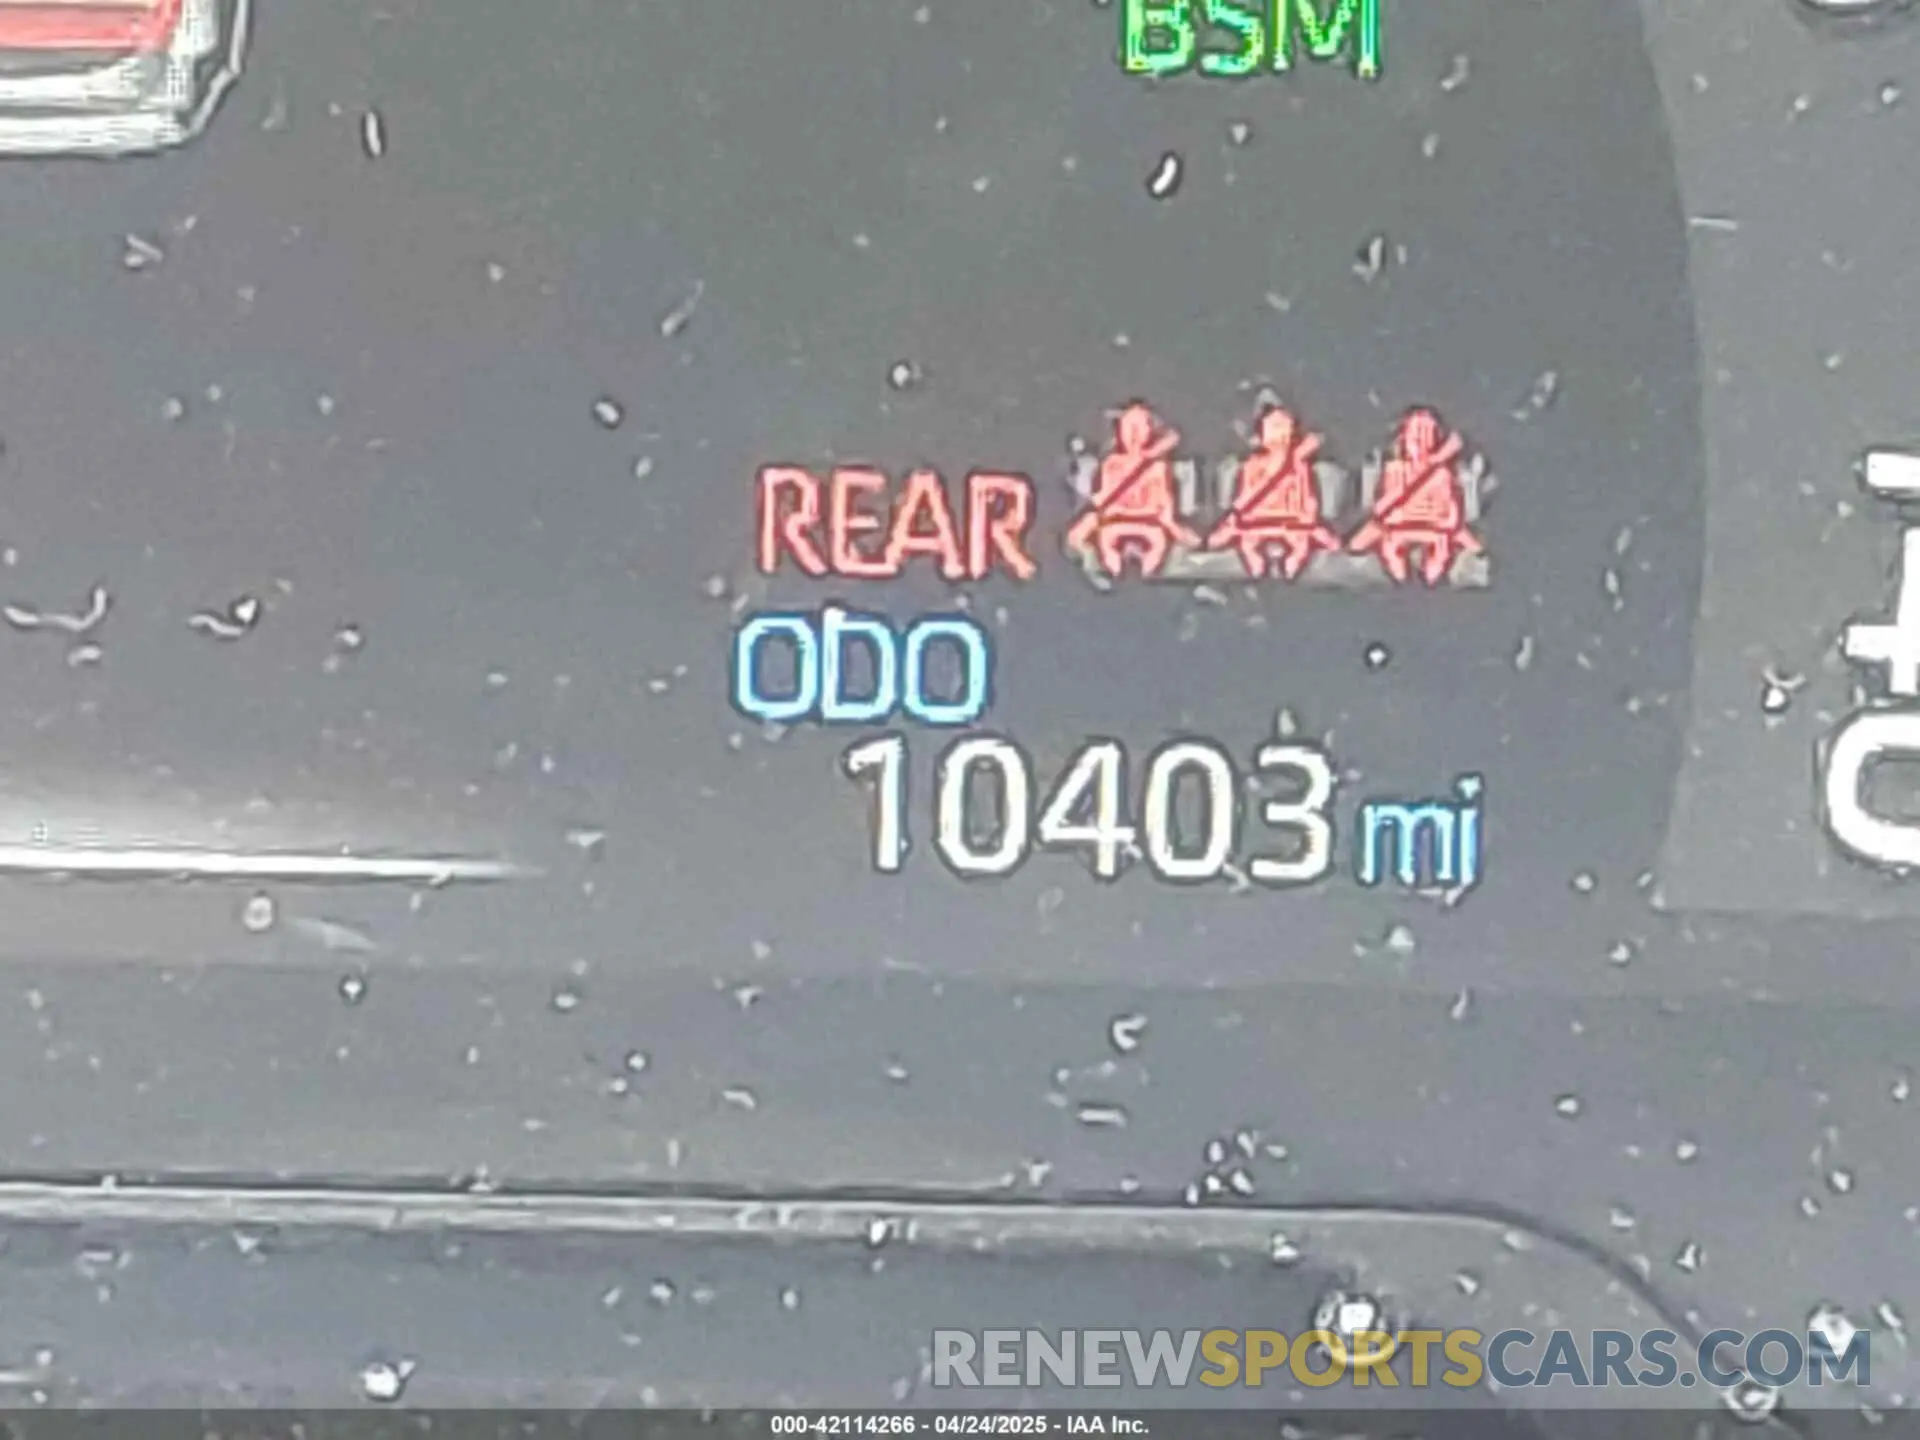 BSM
REAR
ODO
10403 mi
RENEWSPORTSCARS.COM
000-42114266 - 04/24/2025 - IAA Inc.